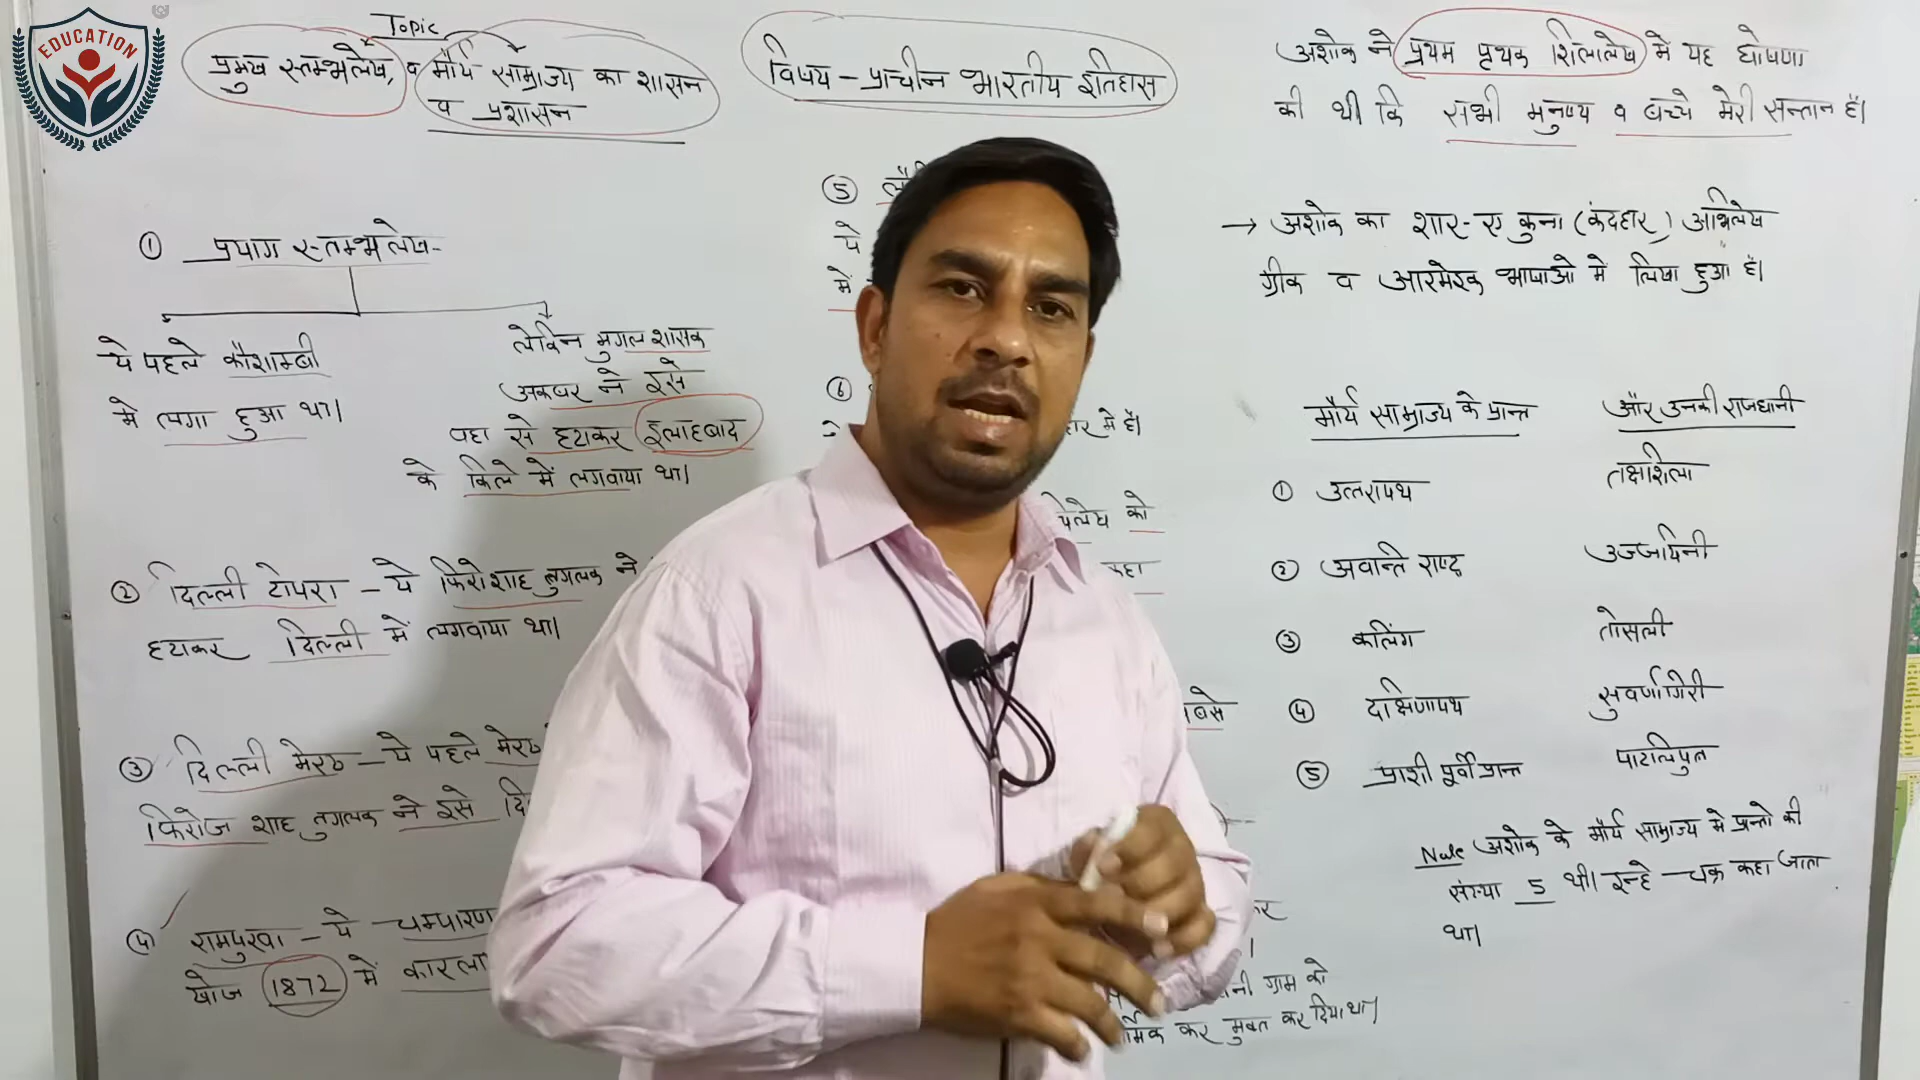 EDUCATION
Topic
प्रमुख स्तम्भलेख, व मौर्य साम्राज्य का शासन
व प्रशासन
① प्रयाग स्तम्भलेख-
ये पहले कौशाम्बी
मे लगा हुआ था।
लेकिन मुगल शासक
अकबर ने इसे
वहा से हटाकर इलाहबाद
के किले में लगवाया था।
② दिल्ली टोपरा – ये फिरोशाह तुगलक ने
हटाकर दिल्ली में लगवाया था।
③ दिल्ली मेरठ – ये पहले मेरठ
फिरोज शाह तुगलक ने इसे
④ रामपुरवा – ये चम्पारण
खोज 1872 में कारला
विषय – प्राचीन भारतीय इतिहास
⑤
ये
में
⑥
में है।
को
कहा
ग्राम को
कर मुक्त कर दिया था।
अशोक ने प्रथम पृथक शिलालेख में यह घोषणा
की थी कि सभी मनुष्य व बच्चे मेरी सन्तान हैं।
→ अशोक का शार-ए कुना (कंदहार) अभिलेख
ग्रीक व आरमेइक भाषाओ में लिखा हुआ है।
मौर्य साम्राज्य के प्रान्त और उनकी राजधानी
① उत्तरापथ तक्षशिला
② अवन्ति राष्ट्र उज्जयिनी
③ कलिंग तोसली
④ दक्षिणापथ सुवर्णगिरी
⑤ प्राशी पूर्वी प्रान्त पाटलिपुत्र
Note अशोक के मौर्य साम्राज्य मे प्रान्तो की
संख्या 5 थी। इन्हे चक्र कहा जाता
था।